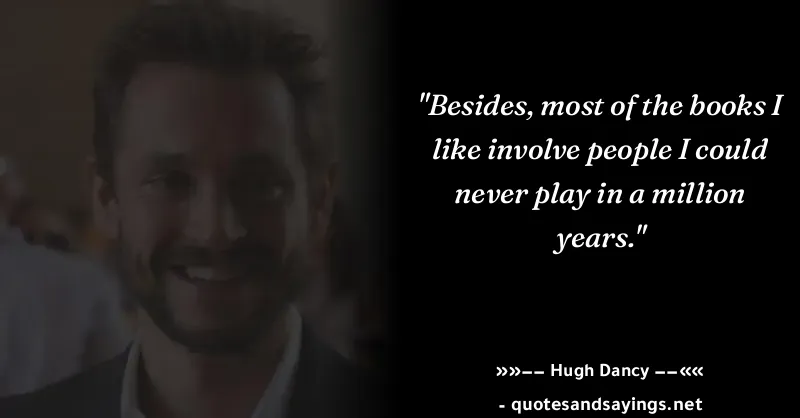 "Besides, most of the books I
like involve people I could
never play in a million
years."
»»−− Hugh Dancy −−««
- quotesandsayings.net